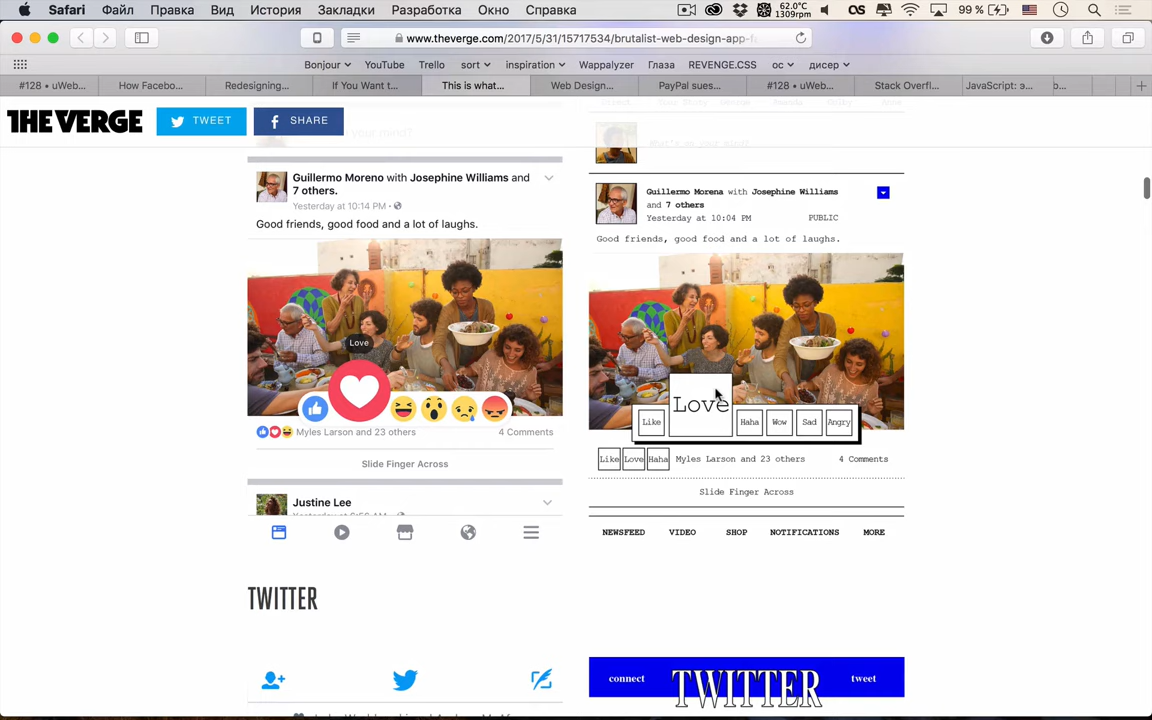 Safari Файл Правка Вид История Закладки Разработка Окно Справка 62.0°C 1309rpm OS 99 %
www.theverge.com/2017/5/31/15717534/brutalist-web-design-app-f
Bonjour YouTube Trello sort inspiration Wappalyzer Глаза REVENGE.CSS ос дисер
#128 • uWeb... How Facebo... Redesigning... If You Want t... This is what... Web Design... PayPal sues... #128 • uWeb... Stack Overfl... JavaScript: э... b...
THE VERGE TWEET SHARE
your mind?
What's on your mind?
Guillermo Moreno with Josephine Williams and
7 others.
Yesterday at 10:14 PM •
Good friends, good food and a lot of laughs.
Love
Myles Larson and 23 others 4 Comments
Slide Finger Across
Justine Lee
Guillermo Morena with Josephine Williams
and 7 others
Yesterday at 10:04 PM PUBLIC
Good friends, good food and a lot of laughs.
Like Love Haha Wow Sad Angry
Like Love Haha Myles Larson and 23 others 4 Comments
Slide Finger Across
NEWSFEED VIDEO SHOP NOTIFICATIONS MORE
TWITTER
connect TWITTER tweet